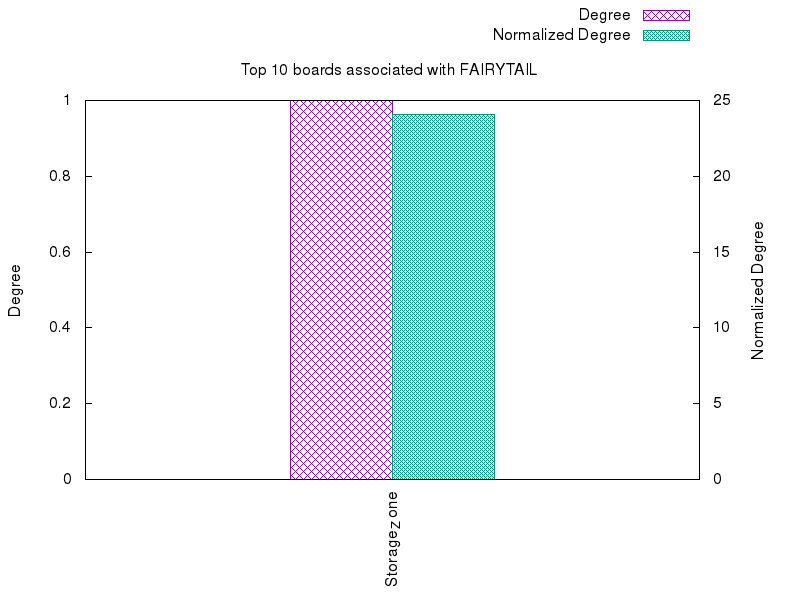 Degree
Normalized Degree
Top 10 boards associated with FAIRYTAIL
1
0.8
0.6
0.4
0.2
0
25
20
15
10
5
0
Degree
Normalized Degree
Storagezone